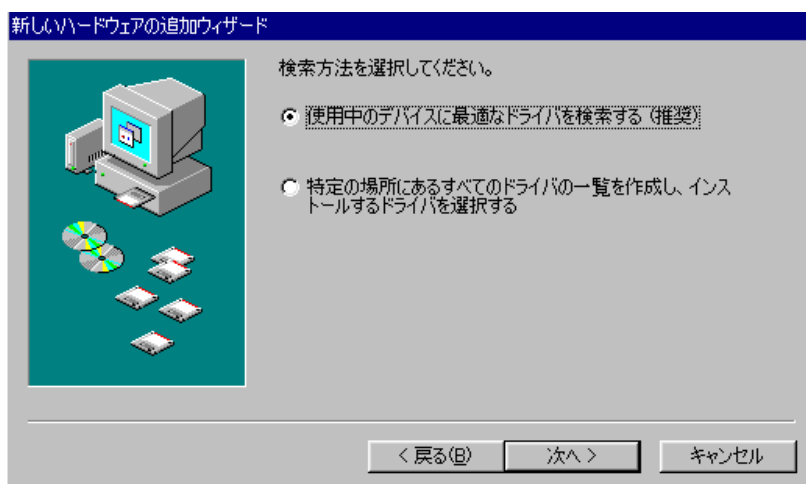 新しいハードウェアの追加ウィザード
検索方法を選択してください。
使用中のデバイスに最適なドライバを検索する (推奨)
特定の場所にあるすべてのドライバの一覧を作成し、インス
トールするドライバを選択する
< 戻る(B)
次へ >
キャンセル